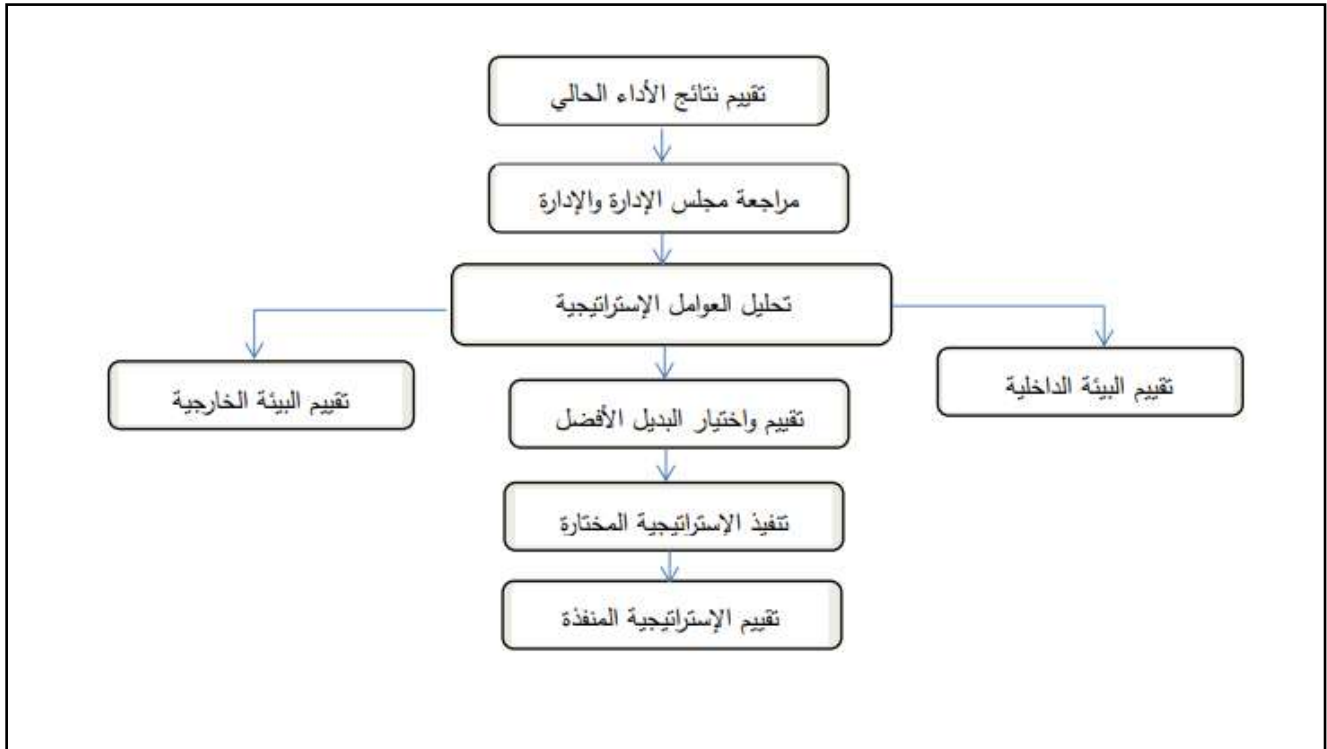 تقييم نتائج الأداء الحالي
مراجعة مجلس الإدارة والإدارة
تحليل العوامل الإستراتيجية
تقييم البيئة الداخلية
تقييم البيئة الخارجية
تقييم واختيار البديل الأفضل
تنفيذ الإستراتيجية المختارة
تقييم الإستراتيجية المنفذة